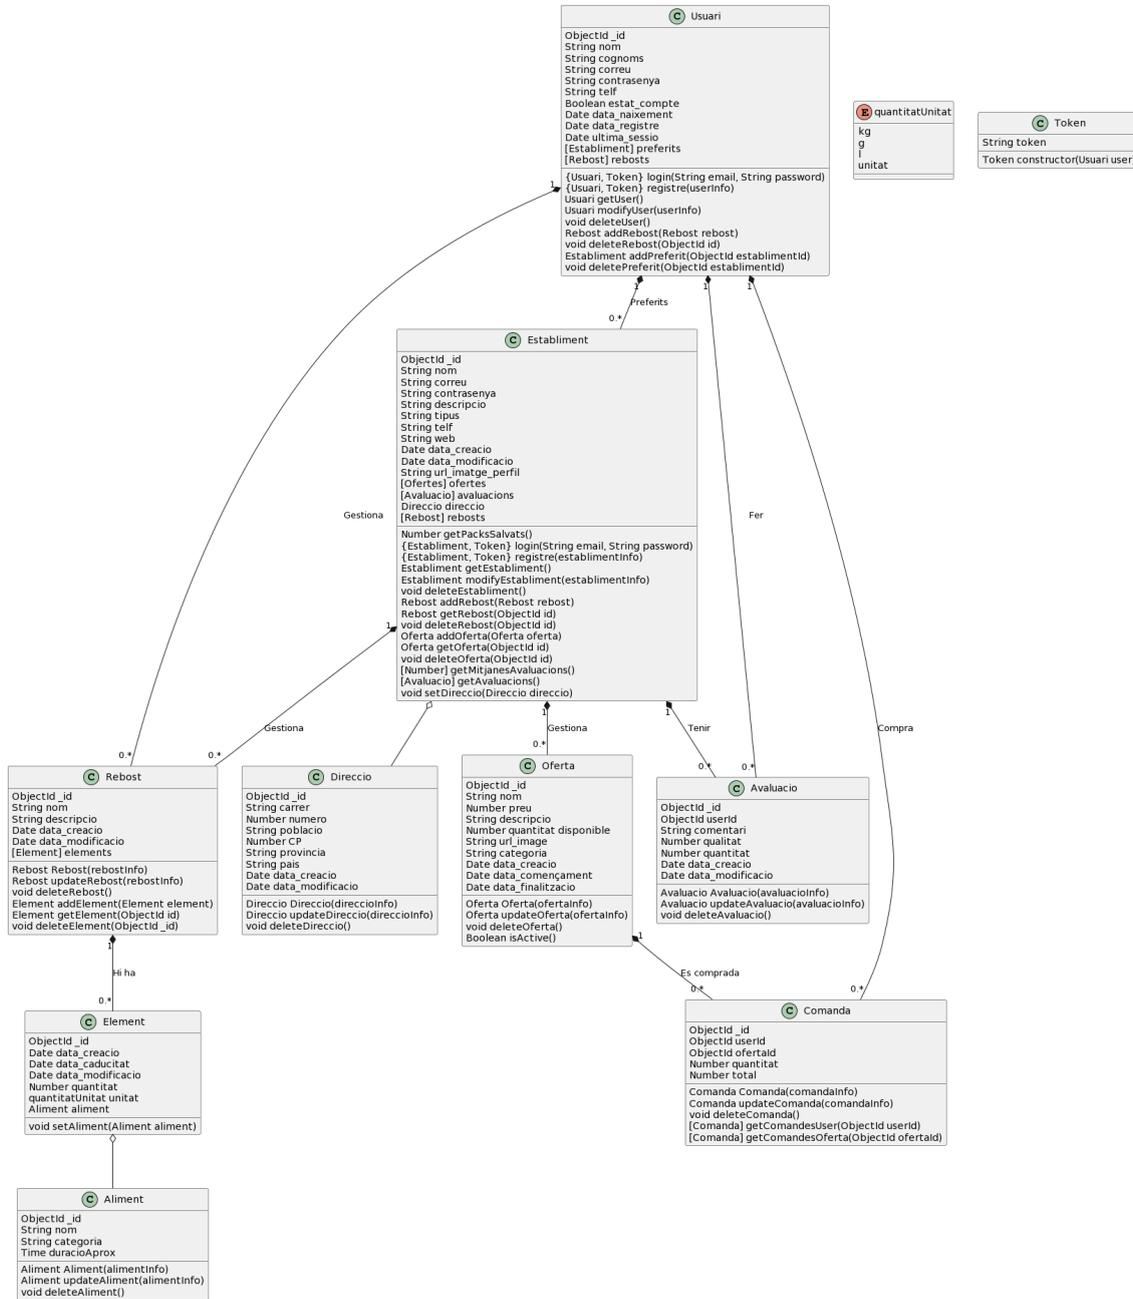 C Usuari
ObjectId _id
String nom
String cognoms
String correu
String contrasenya
String telf
Boolean estat_compte
Date data_naixement
Date data_registre
Date ultima_sessio
[Establiment] preferits
[Rebost] rebosts
{Usuari, Token} login(String email, String password)
{Usuari, Token} registre(userInfo)
Usuari getUser()
Usuari modifyUser(userInfo)
void deleteUser()
Rebost addRebost(Rebost rebost)
void deleteRebost(ObjectId id)
Establiment addPreferit(ObjectId establimentId)
void deletePreferit(ObjectId establimentId)
E quantitatUnitat
kg
g
l
unitat
C Token
String token
Token constructor(Usuari user
1
1
1
1
Preferits
0.*
C Establiment
ObjectId _id
String nom
String correu
String contrasenya
String descripcio
String tipus
String telf
String web
Date data_creacio
Date data_modificacio
String url_imatge_perfil
[Ofertes] ofertes
[Avaluacio] avaluacions
Direccio direccio
[Rebost] rebosts
Number getPacksSalvats()
{Establiment, Token} login(String email, String password)
{Establiment, Token} registre(establimentInfo)
Establiment getEstabliment()
Establiment modifyEstabliment(establimentInfo)
void deleteEstabliment()
Rebost addRebost(Rebost rebost)
Rebost getRebost(ObjectId id)
void deleteRebost(ObjectId id)
Oferta addOferta(Oferta oferta)
Oferta getOferta(ObjectId id)
void deleteOferta(ObjectId id)
[Number] getMitjanesAvaluacions()
[Avaluacio] getAvaluacions()
void setDireccio(Direccio direccio)
Gestiona
Fer
1
1
1
Gestiona
Gestiona
Tenir
Compra
0.*
0.*
0.*
0.*
0.*
C Rebost
ObjectId _id
String nom
String descripcio
Date data_creacio
Date data_modificacio
[Element] elements
Rebost Rebost(rebostInfo)
Rebost updateRebost(rebostInfo)
void deleteRebost()
Element addElement(Element element)
Element getElement(ObjectId id)
void deleteElement(ObjectId _id)
C Direccio
ObjectId _id
String carrer
Number numero
String poblacio
Number CP
String provincia
String pais
Date data_creacio
Date data_modificacio
Direccio Direccio(direccioInfo)
Direccio updateDireccio(direccioInfo)
void deleteDireccio()
C Oferta
ObjectId _id
String nom
Number preu
String descripcio
Number quantitat disponible
String url_image
String categoria
Date data_creacio
Date data_començament
Date data_finalitzacio
Oferta Oferta(ofertaInfo)
Oferta updateOferta(ofertaInfo)
void deleteOferta()
Boolean isActive()
C Avaluacio
ObjectId _id
ObjectId userId
String comentari
Number qualitat
Number quantitat
Date data_creacio
Date data_modificacio
Avaluacio Avaluacio(avaluacioInfo)
Avaluacio updateAvaluacio(avaluacioInfo)
void deleteAvaluacio()
1
1
Hi ha
Es comprada
0.*
0.*
0.*
C Element
ObjectId _id
Date data_creacio
Date data_caducitat
Date data_modificacio
Number quantitat
quantitatUnitat unitat
Aliment aliment
void setAliment(Aliment aliment)
C Comanda
ObjectId _id
ObjectId userId
ObjectId ofertaId
Number quantitat
Number total
Comanda Comanda(comandaInfo)
Comanda updateComanda(comandaInfo)
void deleteComanda()
[Comanda] getComandesUser(ObjectId userId)
[Comanda] getComandesOferta(ObjectId ofertaId)
C Aliment
ObjectId _id
String nom
String categoria
Time duracioAprox
Aliment Aliment(alimentInfo)
Aliment updateAliment(alimentInfo)
void deleteAliment()